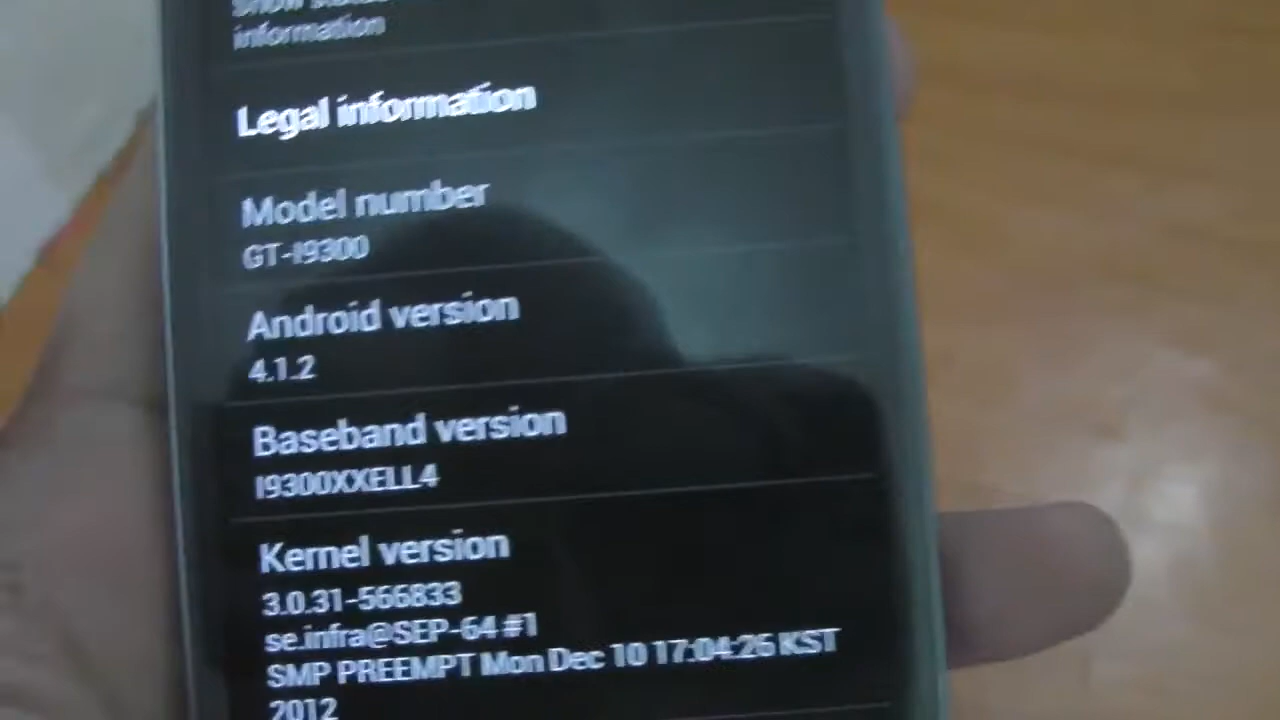 information
Legal information
Model number
GT-I9300
Android version
4.1.2
Baseband version
I9300XXELL4
Kernel version
3.0.31-566833
se.infra@SEP-64 #1
SMP PREEMPT Mon Dec 10 17:04:26 KST
2012